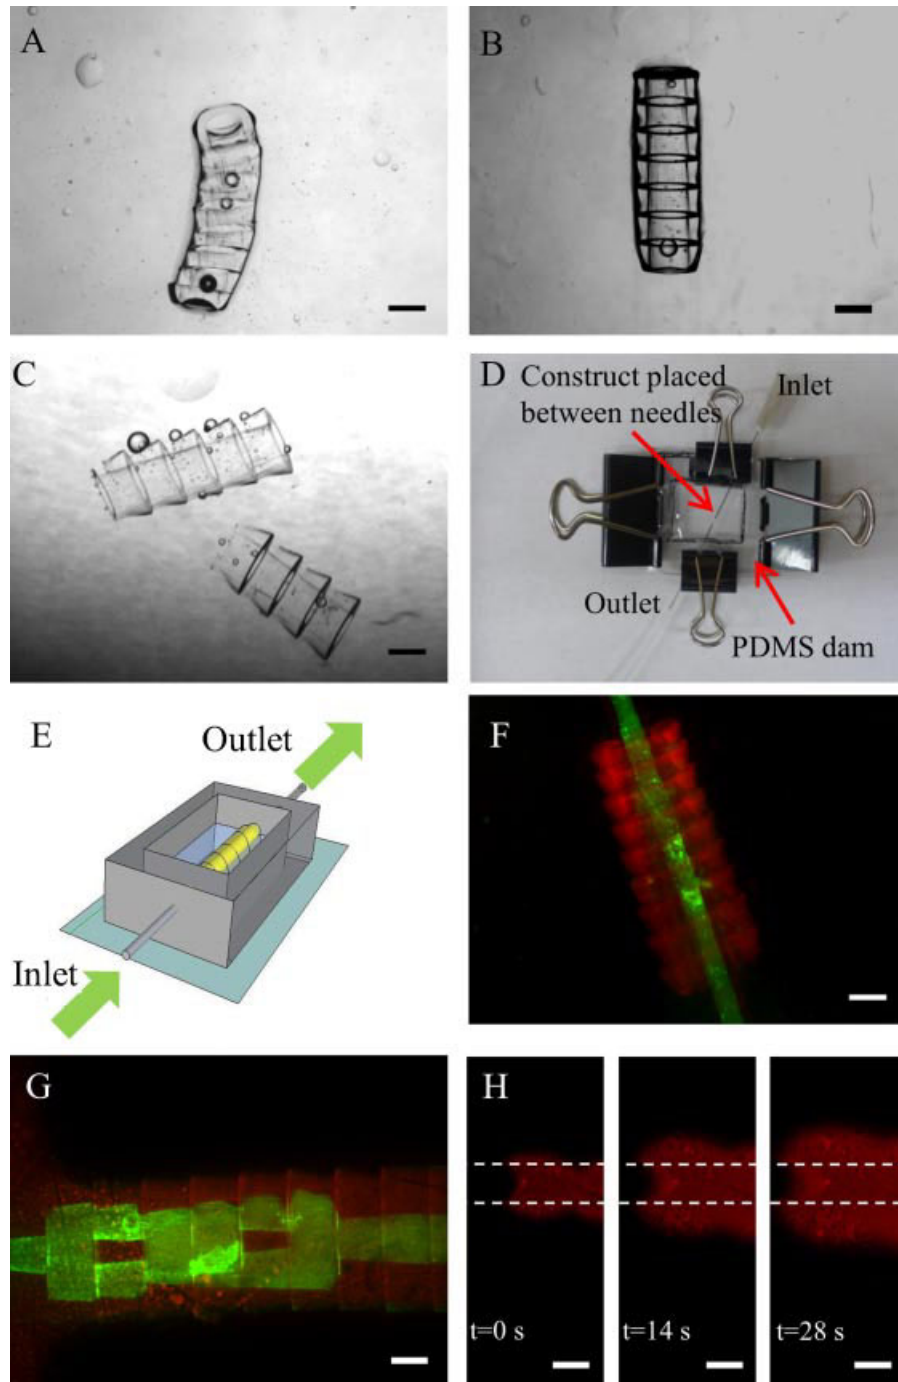 A
B
C
D
Construct placed
between needles
Inlet
Outlet
PDMS dam
E
Outlet
Inlet
F
G
H
t=0 s
t=14 s
t=28 s